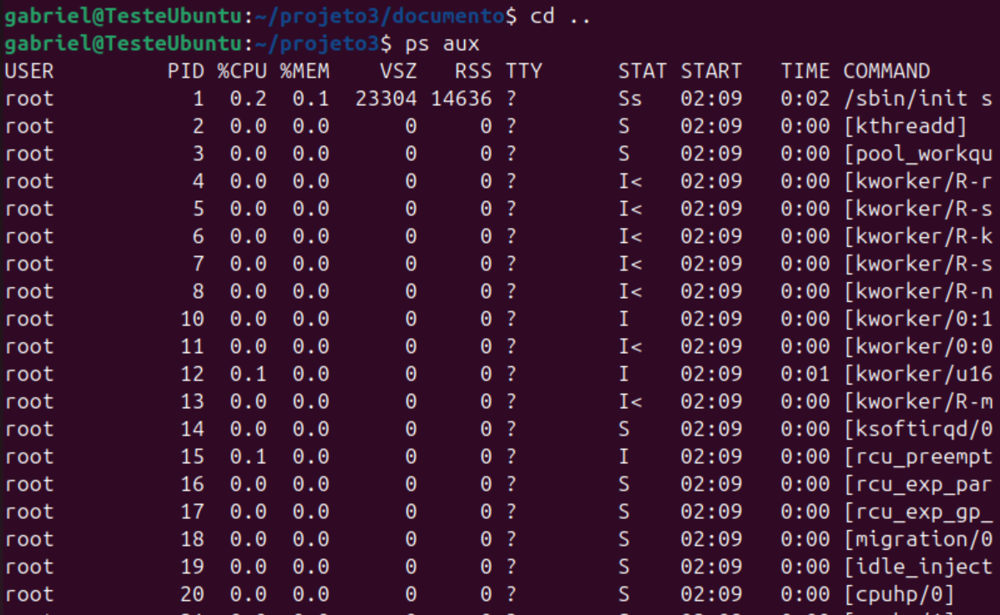 gabriel@TesteUbuntu:~/projeto3/documento$ cd ..
gabriel@TesteUbuntu:~/projeto3$ ps aux
USER         PID %CPU %MEM    VSZ   RSS TTY      STAT START   TIME COMMAND
root           1  0.2  0.1  23304 14636 ?        Ss   02:09   0:02 /sbin/init s
root           2  0.0  0.0      0     0 ?        S    02:09   0:00 [kthreadd]
root           3  0.0  0.0      0     0 ?        S    02:09   0:00 [pool_workqu
root           4  0.0  0.0      0     0 ?        I<   02:09   0:00 [kworker/R-r
root           5  0.0  0.0      0     0 ?        I<   02:09   0:00 [kworker/R-s
root           6  0.0  0.0      0     0 ?        I<   02:09   0:00 [kworker/R-k
root           7  0.0  0.0      0     0 ?        I<   02:09   0:00 [kworker/R-s
root           8  0.0  0.0      0     0 ?        I<   02:09   0:00 [kworker/R-n
root          10  0.0  0.0      0     0 ?        I    02:09   0:00 [kworker/0:1
root          11  0.0  0.0      0     0 ?        I<   02:09   0:00 [kworker/0:0
root          12  0.1  0.0      0     0 ?        I    02:09   0:01 [kworker/u16
root          13  0.0  0.0      0     0 ?        I<   02:09   0:00 [kworker/R-m
root          14  0.0  0.0      0     0 ?        S    02:09   0:00 [ksoftirqd/0
root          15  0.1  0.0      0     0 ?        I    02:09   0:00 [rcu_preempt
root          16  0.0  0.0      0     0 ?        S    02:09   0:00 [rcu_exp_par
root          17  0.0  0.0      0     0 ?        S    02:09   0:00 [rcu_exp_gp_
root          18  0.0  0.0      0     0 ?        S    02:09   0:00 [migration/0
root          19  0.0  0.0      0     0 ?        S    02:09   0:00 [idle_inject
root          20  0.0  0.0      0     0 ?        S    02:09   0:00 [cpuhp/0]